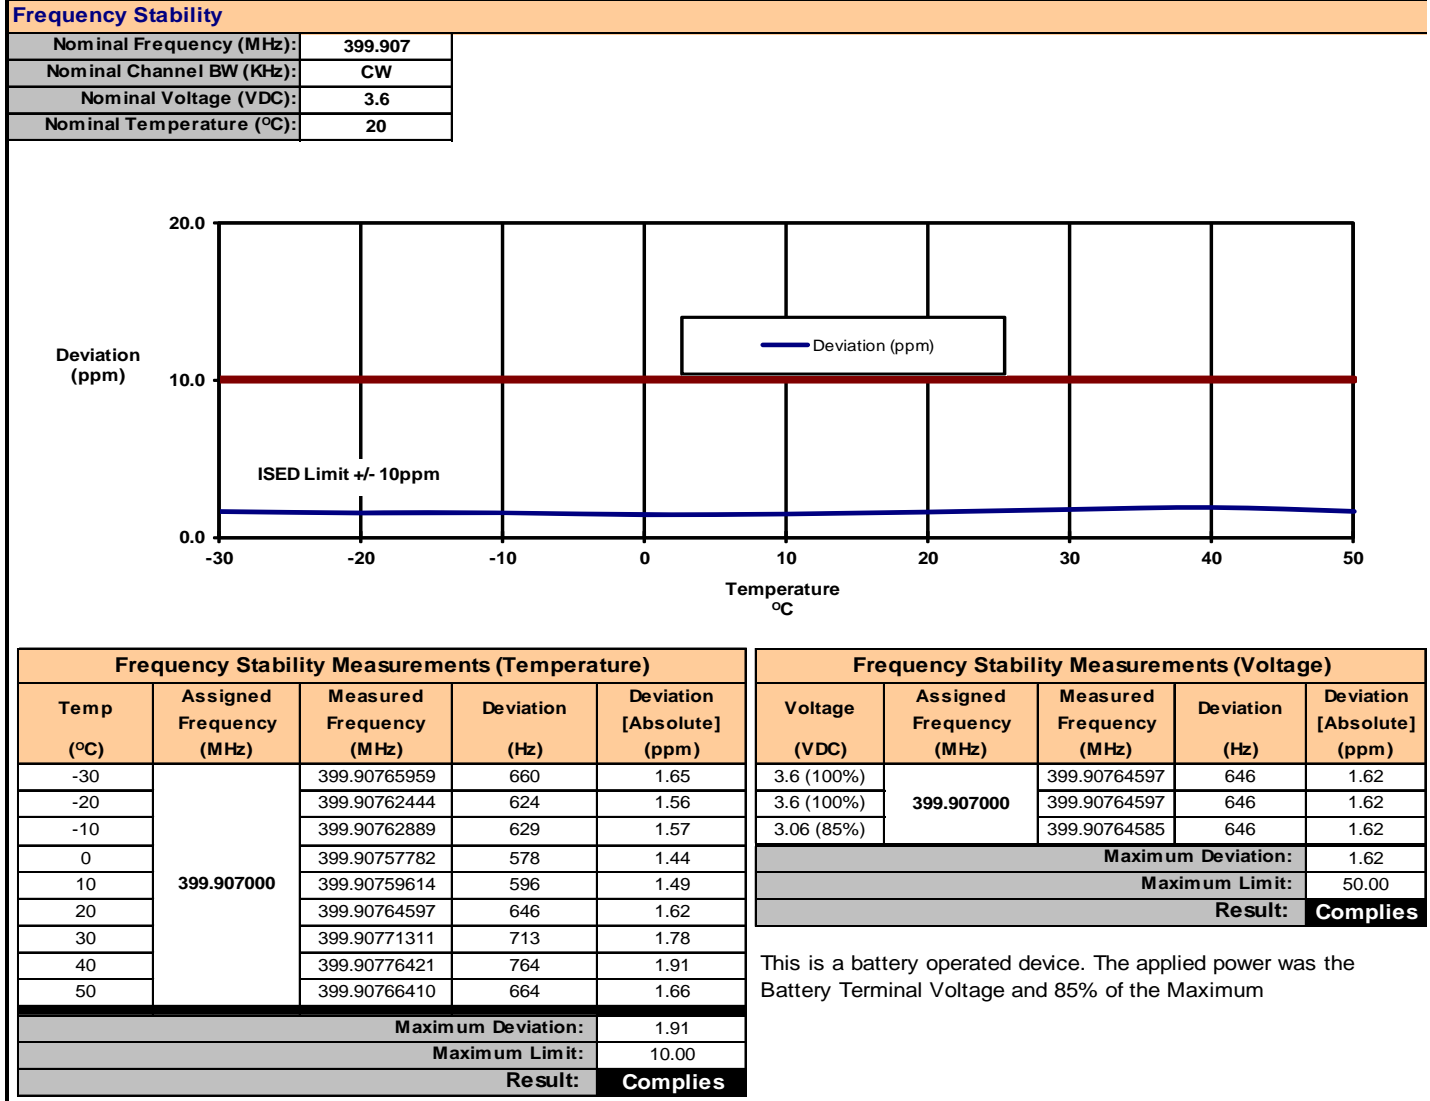 Frequency Stability
Nominal Frequency (MHz): 399.907
Nominal Channel BW (KHz): CW
Nominal Voltage (VDC): 3.6
Nominal Temperature (ºC): 20
20.0
Deviation (ppm)
Deviation
(ppm)
10.0
ISED Limit +/- 10ppm
0.0
-30 -20 -10 0 10 20 30 40 50
Temperature
ºC
Frequency Stability Measurements (Temperature)
Temp Assigned Measured Deviation Deviation
Frequency Frequency [Absolute]
(ºC) (MHz) (MHz) (Hz) (ppm)
-30 399.90765959 660 1.65
-20 399.90762444 624 1.56
-10 399.90762889 629 1.57
0 399.90757782 578 1.44
10 399.907000 399.90759614 596 1.49
20 399.90764597 646 1.62
30 399.90771311 713 1.78
40 399.90776421 764 1.91
50 399.90766410 664 1.66
Maximum Deviation: 1.91
Maximum Limit: 10.00
Result: Complies
Frequency Stability Measurements (Voltage)
Voltage Assigned Measured Deviation Deviation
Frequency Frequency [Absolute]
(VDC) (MHz) (MHz) (Hz) (ppm)
3.6 (100%) 399.90764597 646 1.62
3.6 (100%) 399.907000 399.90764597 646 1.62
3.06 (85%) 399.90764585 646 1.62
Maximum Deviation: 1.62
Maximum Limit: 50.00
Result: Complies
This is a battery operated device. The applied power was the
Battery Terminal Voltage and 85% of the Maximum